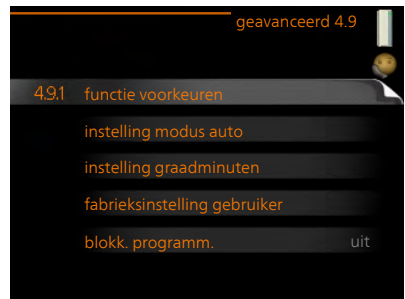 geavanceerd 4.9
4.9.1 functie voorkeuren
instelling modus auto
instelling graadminuten
fabrieksinstelling gebruiker
blokk. programm. uit